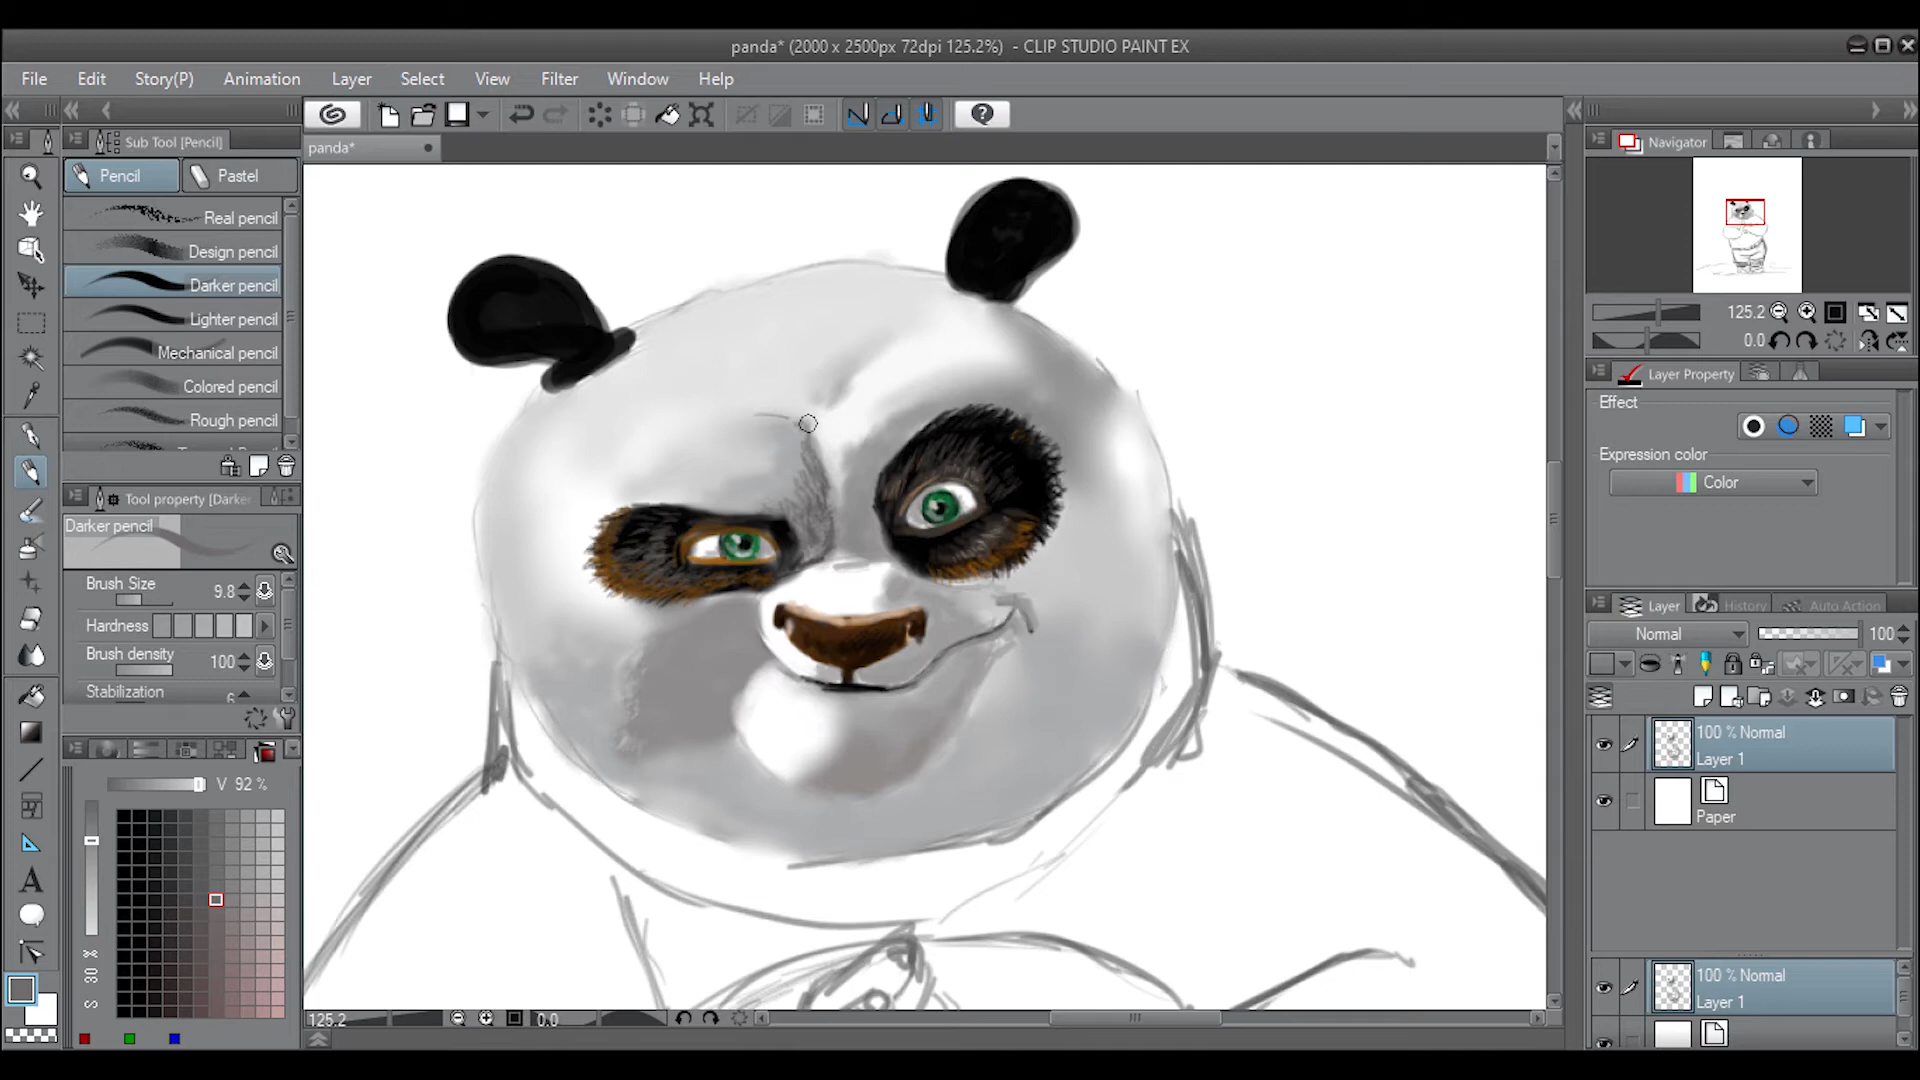 panda* (2000 x 2500px 72dpi 125.2%) - CLIP STUDIO PAINT EX
File Edit Story(P) Animation Layer Select View Filter Window Help
Sub Tool [Pencil]
Pencil Pastel
Real pencil
Design pencil
Darker pencil
Lighter pencil
Mechanical pencil
Colored pencil
Rough pencil
Tool property [Darke
Darker pencil
Brush Size 9.8
Hardness
Brush density 100
Stabilization 6
V 92 %
30
panda*
125.2 0.0
Navigator
125.2
0.0
Layer Property
Effect
Expression color
Color
Layer History Auto Action
Normal 100
100 % Normal
Layer 1
Paper
100 % Normal
Layer 1